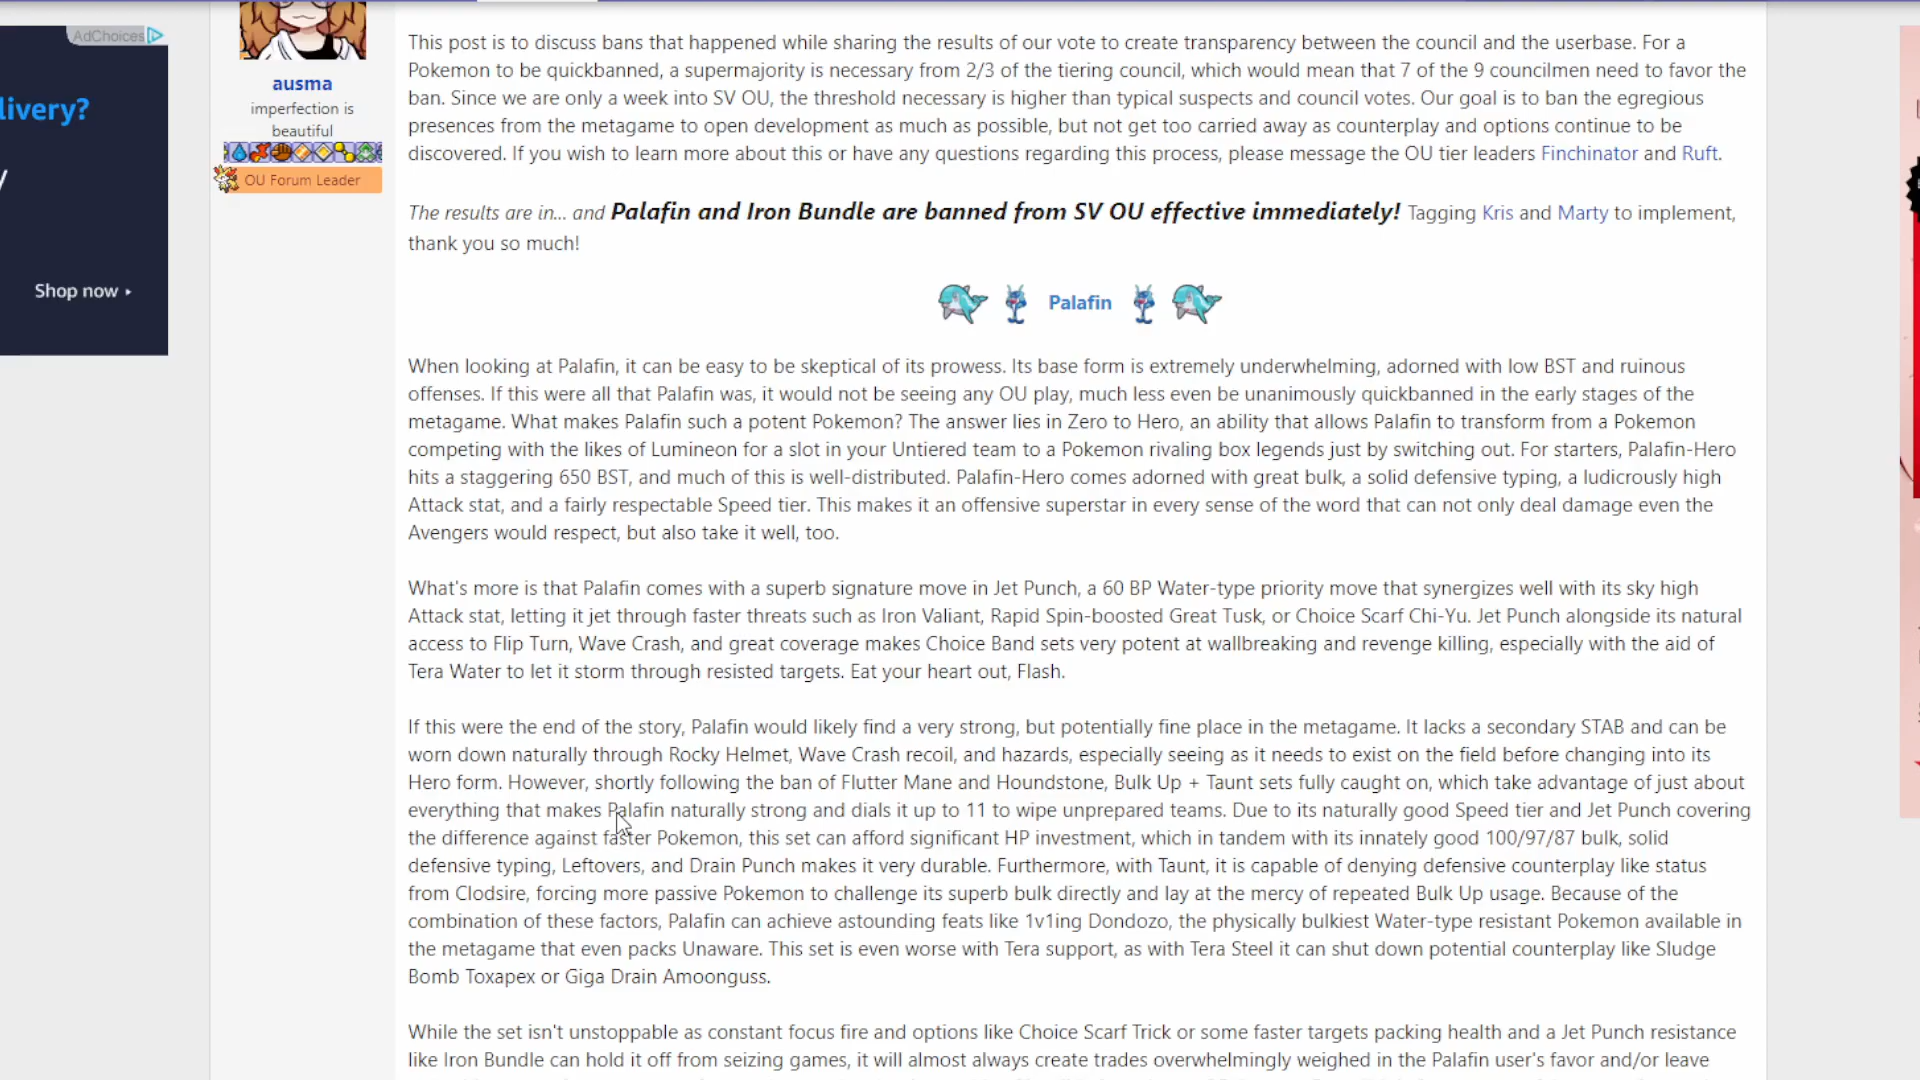 AdChoices
livery?
Shop now
ausma
imperfection is
beautiful
OU Forum Leader
This post is to discuss bans that happened while sharing the results of our vote to create transparency between the council and the userbase. For a
Pokemon to be quickbanned, a supermajority is necessary from 2/3 of the tiering council, which would mean that 7 of the 9 councilmen need to favor the
ban. Since we are only a week into SV OU, the threshold necessary is higher than typical suspects and council votes. Our goal is to ban the egregious
presences from the metagame to open development as much as possible, but not get too carried away as counterplay and options continue to be
discovered. If you wish to learn more about this or have any questions regarding this process, please message the OU tier leaders Finchinator and Ruft.
The results are in... and Palafin and Iron Bundle are banned from SV OU effective immediately! Tagging Kris and Marty to implement,
thank you so much!
Palafin
When looking at Palafin, it can be easy to be skeptical of its prowess. Its base form is extremely underwhelming, adorned with low BST and ruinous
offenses. If this were all that Palafin was, it would not be seeing any OU play, much less even be unanimously quickbanned in the early stages of the
metagame. What makes Palafin such a potent Pokemon? The answer lies in Zero to Hero, an ability that allows Palafin to transform from a Pokemon
competing with the likes of Lumineon for a slot in your Untiered team to a Pokemon rivaling box legends just by switching out. For starters, Palafin-Hero
hits a staggering 650 BST, and much of this is well-distributed. Palafin-Hero comes adorned with great bulk, a solid defensive typing, a ludicrously high
Attack stat, and a fairly respectable Speed tier. This makes it an offensive superstar in every sense of the word that can not only deal damage even the
Avengers would respect, but also take it well, too.
What's more is that Palafin comes with a superb signature move in Jet Punch, a 60 BP Water-type priority move that synergizes well with its sky high
Attack stat, letting it jet through faster threats such as Iron Valiant, Rapid Spin-boosted Great Tusk, or Choice Scarf Chi-Yu. Jet Punch alongside its natural
access to Flip Turn, Wave Crash, and great coverage makes Choice Band sets very potent at wallbreaking and revenge killing, especially with the aid of
Tera Water to let it storm through resisted targets. Eat your heart out, Flash.
If this were the end of the story, Palafin would likely find a very strong, but potentially fine place in the metagame. It lacks a secondary STAB and can be
worn down naturally through Rocky Helmet, Wave Crash recoil, and hazards, especially seeing as it needs to exist on the field before changing into its
Hero form. However, shortly following the ban of Flutter Mane and Houndstone, Bulk Up + Taunt sets fully caught on, which take advantage of just about
everything that makes Palafin naturally strong and dials it up to 11 to wipe unprepared teams. Due to its naturally good Speed tier and Jet Punch covering
the difference against faster Pokemon, this set can afford significant HP investment, which in tandem with its innately good 100/97/87 bulk, solid
defensive typing, Leftovers, and Drain Punch makes it very durable. Furthermore, with Taunt, it is capable of denying defensive counterplay like status
from Clodsire, forcing more passive Pokemon to challenge its superb bulk directly and lay at the mercy of repeated Bulk Up usage. Because of the
combination of these factors, Palafin can achieve astounding feats like 1v1ing Dondozo, the physically bulkiest Water-type resistant Pokemon available in
the metagame that even packs Unaware. This set is even worse with Tera support, as with Tera Steel it can shut down potential counterplay like Sludge
Bomb Toxapex or Giga Drain Amoonguss.
While the set isn't unstoppable as constant focus fire and options like Choice Scarf Trick or some faster targets packing health and a Jet Punch resistance
like Iron Bundle can hold it off from seizing games, it will almost always create trades overwhelmingly weighed in the Palafin user's favor and/or leave